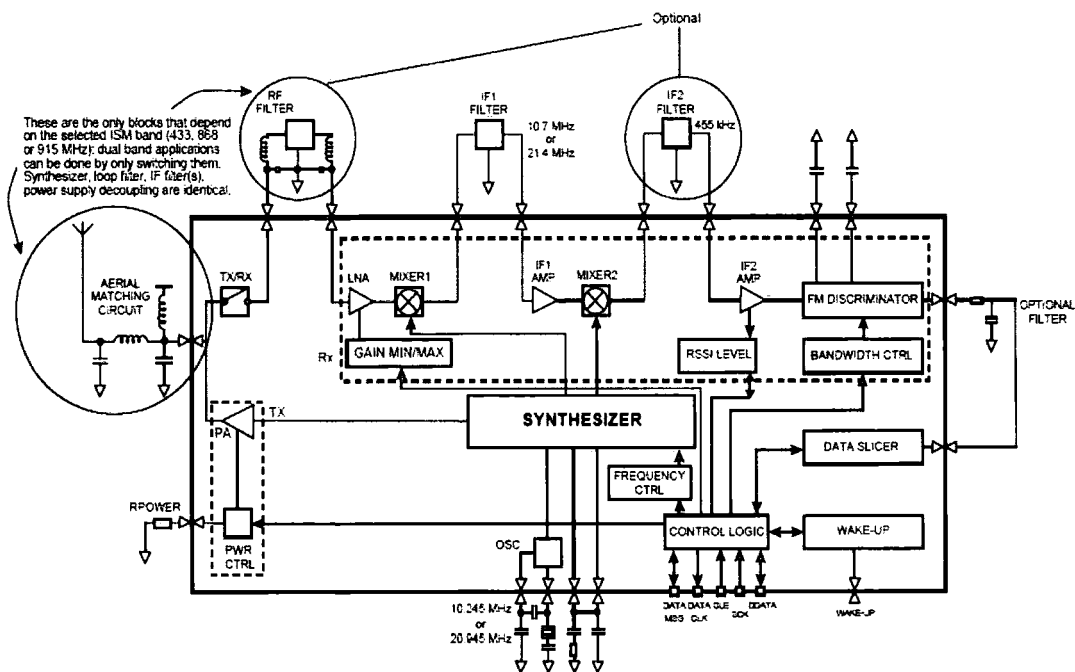 Optional
RF
FILTER
IF1
FILTER
10.7 MHz
or
21.4 MHz
IF2
FILTER
455 kHz
These are the only blocks that depend
on the selected ISM band (433, 868
or 915 MHz): dual band applications
can be done by only switching them.
Synthesizer, loop filter, IF filter(s),
power supply decoupling are identical.
AERIAL
MATCHING
CIRCUIT
TX/RX
LNA
MIXER1
IF1
AMP
MIXER2
IF2
AMP
FM DISCRIMINATOR
OPTIONAL
FILTER
Rx
GAIN MIN/MAX
RSSI LEVEL
BANDWIDTH CTRL
PA
TX
SYNTHESIZER
DATA SLICER
FREQUENCY
CTRL
RPOWER
PWR
CTRL
CONTROL LOGIC
WAKE-UP
OSC
10.245 MHz
or
20.945 MHz
DATA
MSG
DATA
CLK
SLE
SCK
SDATA
WAKE-UP